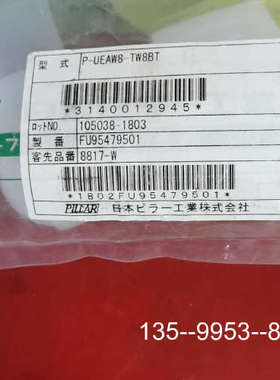 型 式 P-UEAW8-TW8BT
*3140012945*
ロットNO. 105038-1803
製 番 FU95479501
客先品番 8817-W
*1802FU95479501*
PILLAR 日本ピラー工業株式会社
プ
135--9953--8